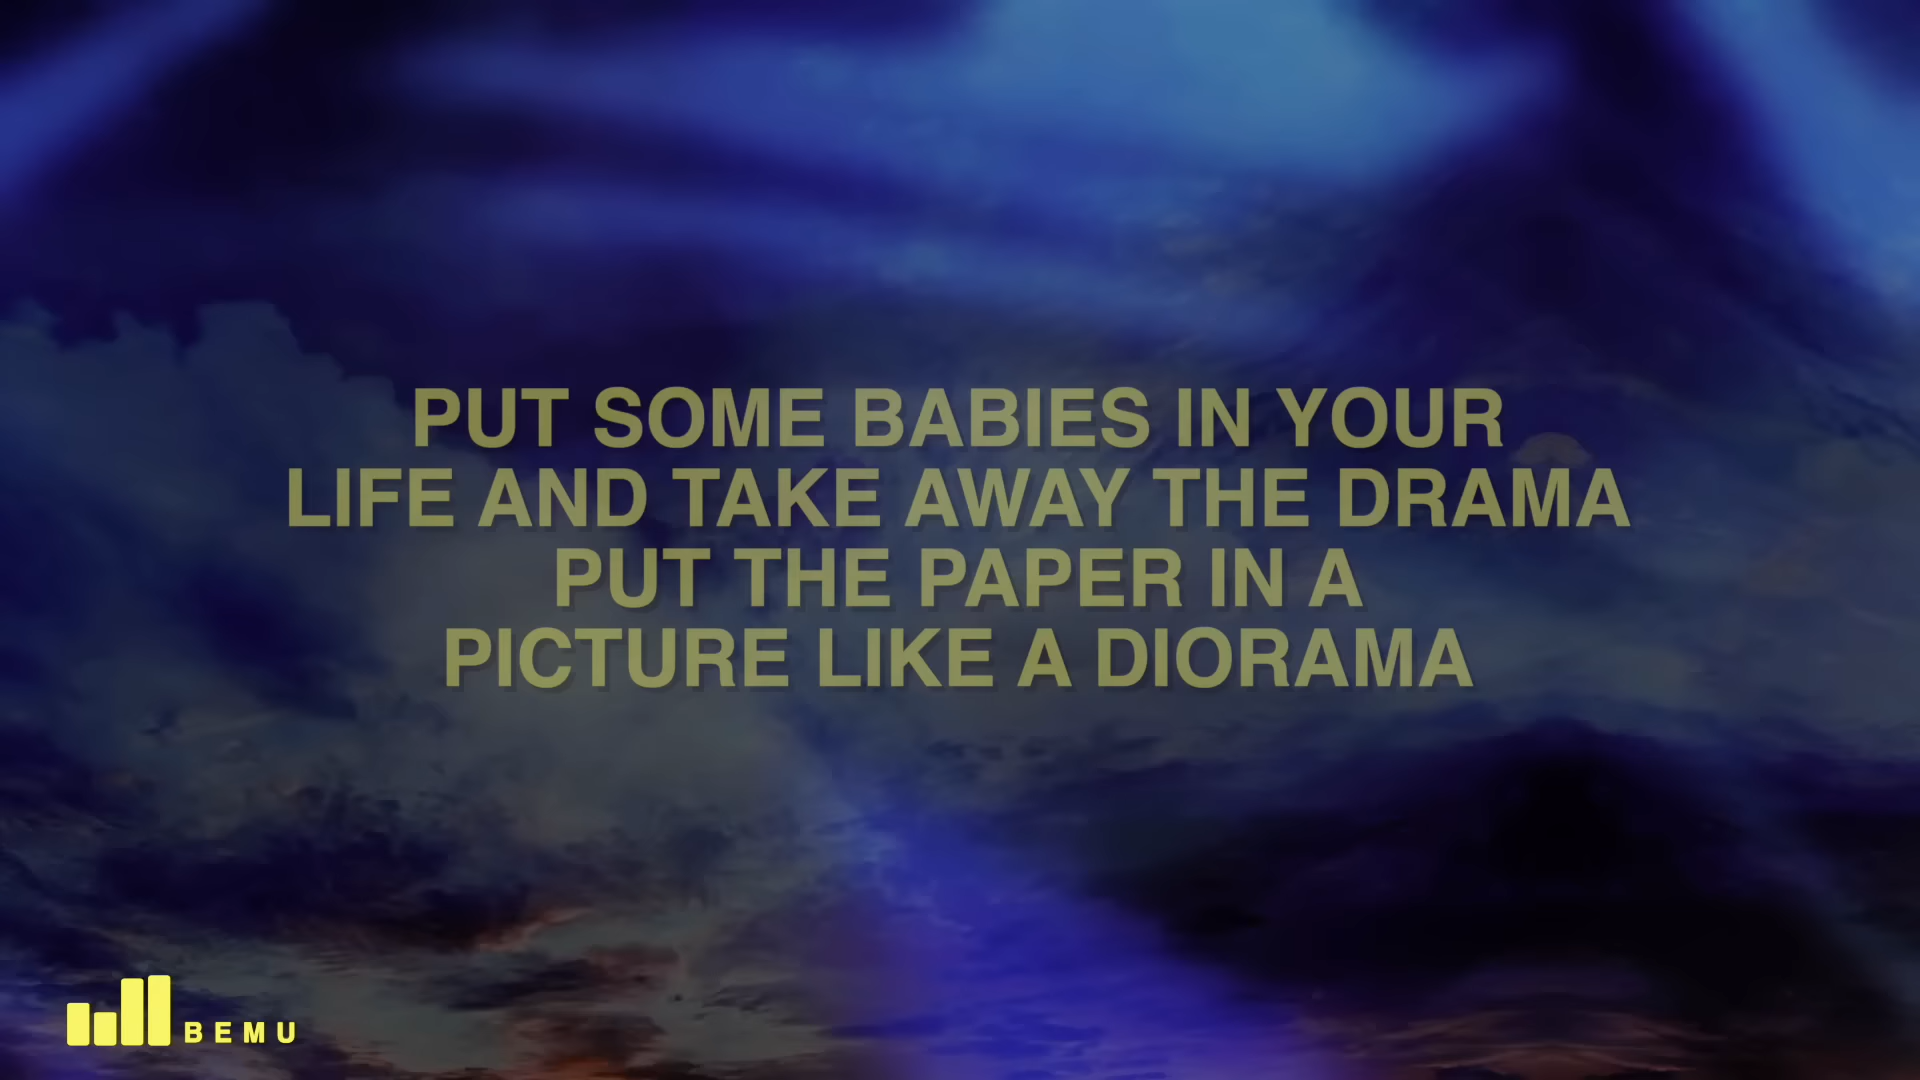 PUT SOME BABIES IN YOUR
LIFE AND TAKE AWAY THE DRAMA
PUT THE PAPER IN A
PICTURE LIKE A DIORAMA
BEMU